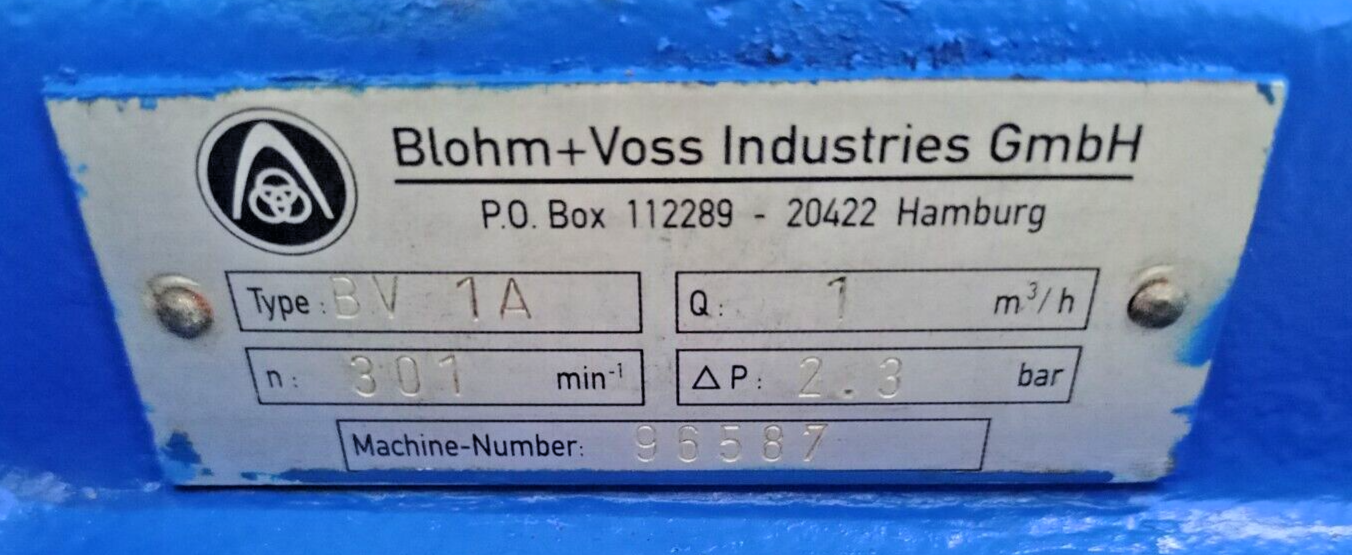 Blohm+Voss Industries GmbH
P.O. Box 112289 - 20422 Hamburg
Type: BV 1A
Q: 1 m³/h
n: 301 min⁻¹
△ P: 2.3 bar
Machine-Number: 96587